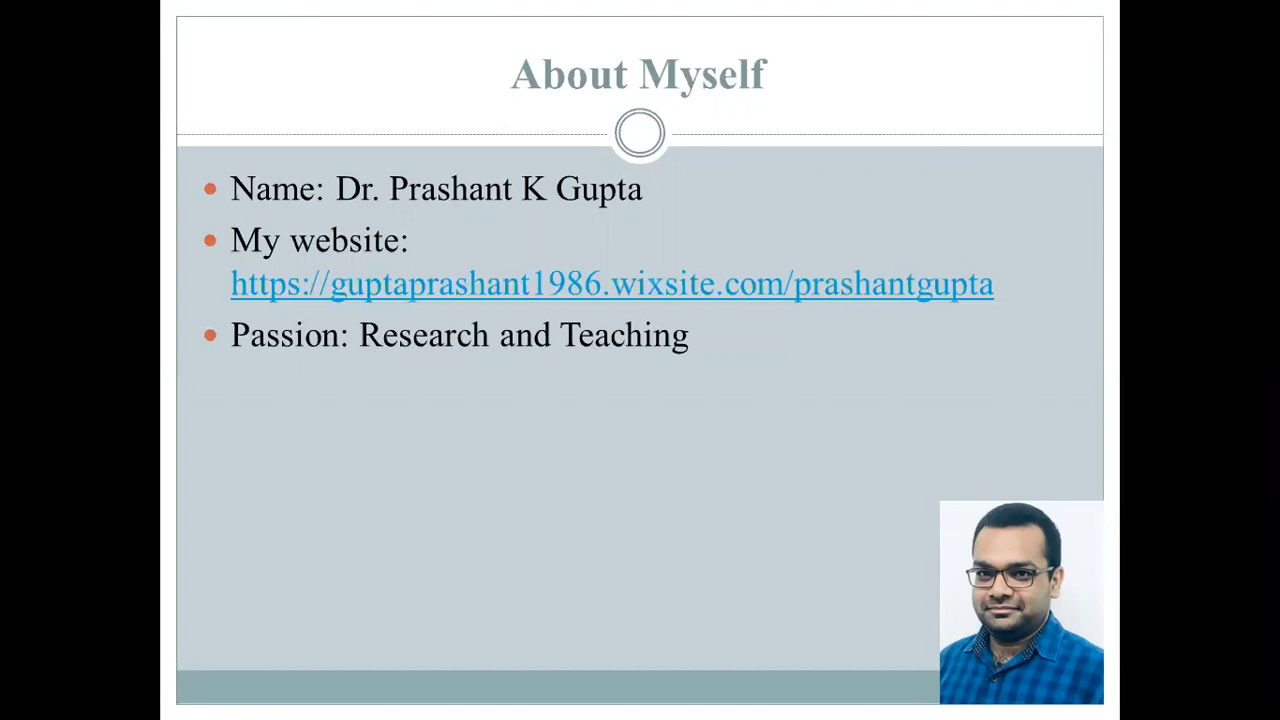 About Myself
Name: Dr. Prashant K Gupta
My website:
https://guptaprashant1986.wixsite.com/prashantgupta
Passion: Research and Teaching